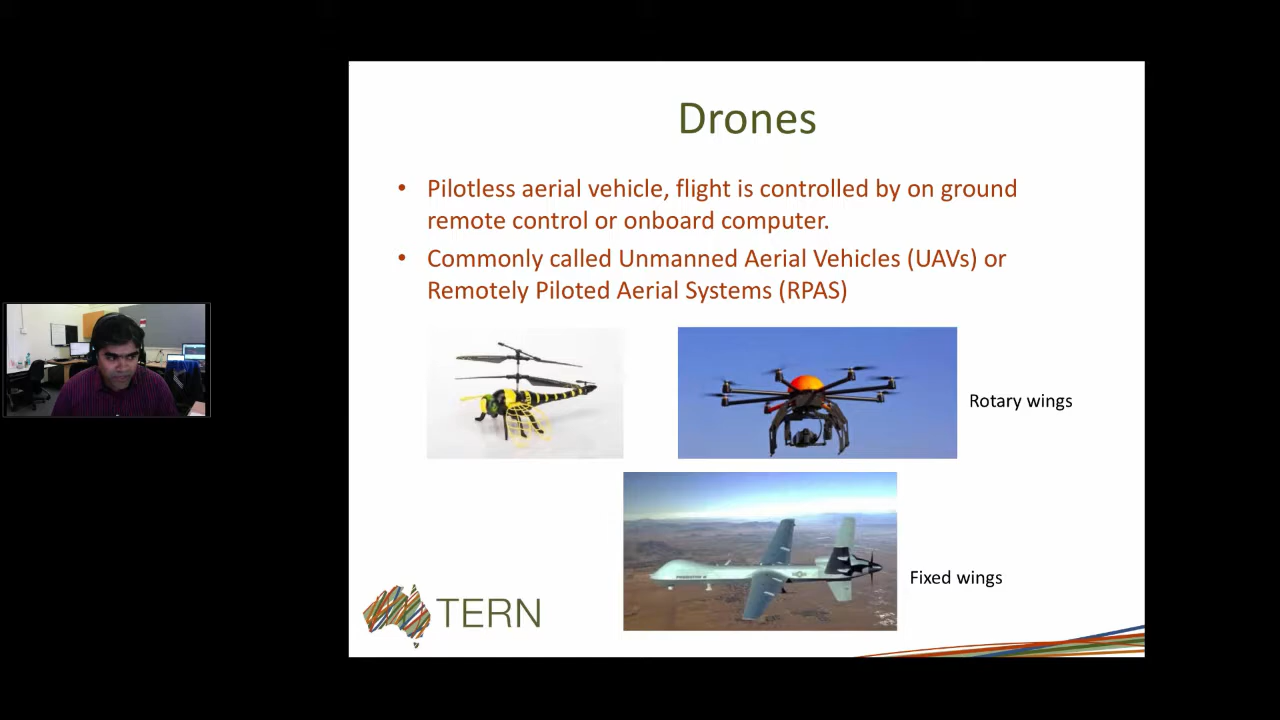 Drones
• Pilotless aerial vehicle, flight is controlled by on ground
remote control or onboard computer.
• Commonly called Unmanned Aerial Vehicles (UAVs) or
Remotely Piloted Aerial Systems (RPAS)
Rotary wings
Fixed wings
TERN